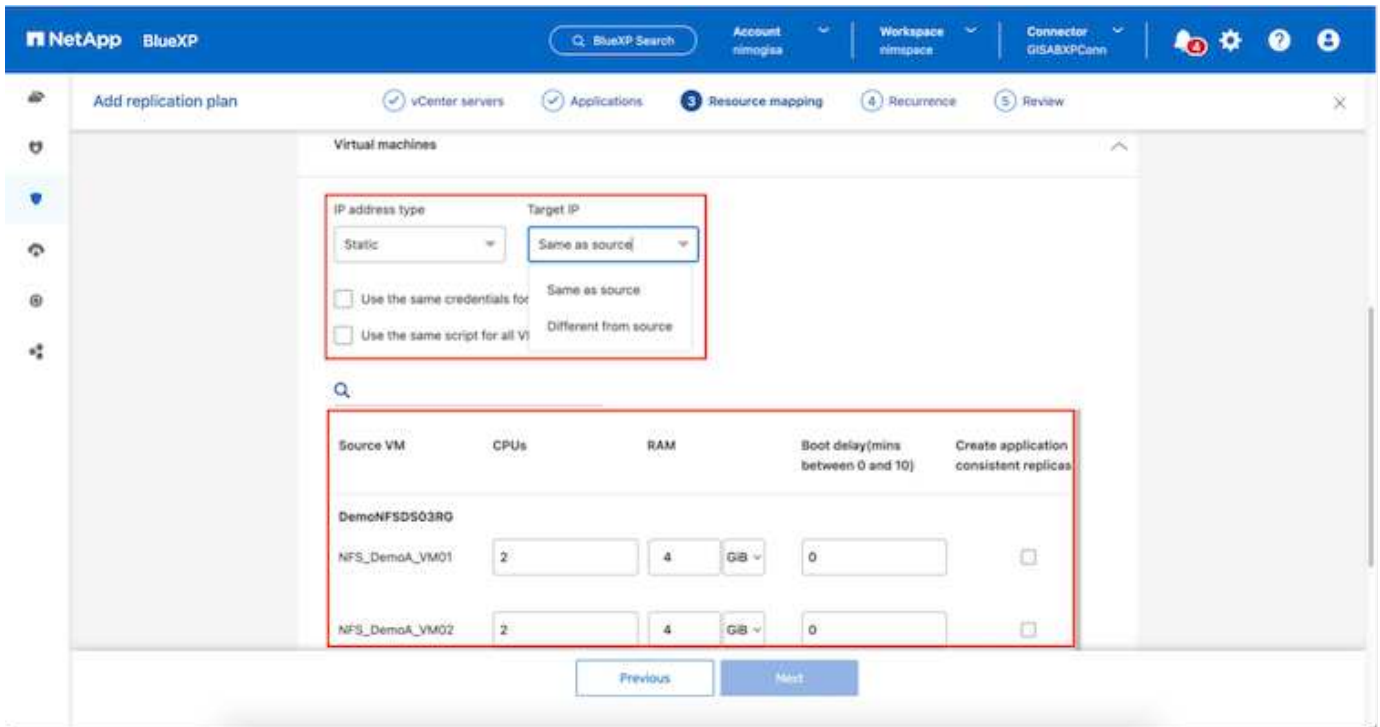 NetApp BlueXP
BlueXP Search
Account
nimogisa
Workspace
nimspace
Connector
GISABXPConn
4
Add replication plan
vCenter servers
Applications
3 Resource mapping
4 Recurrence
5 Review
Virtual machines
IP address type
Target IP
Static
Same as source
Same as source
Different from source
Use the same credentials for
Use the same script for all V
Source VM
CPUs
RAM
Boot delay(mins between 0 and 10)
Create application consistent replicas
DemoNFSDS03RG
NFS_DemoA_VM01 2 4 GiB 0
NFS_DemoA_VM02 2 4 GiB 0
Previous
Next